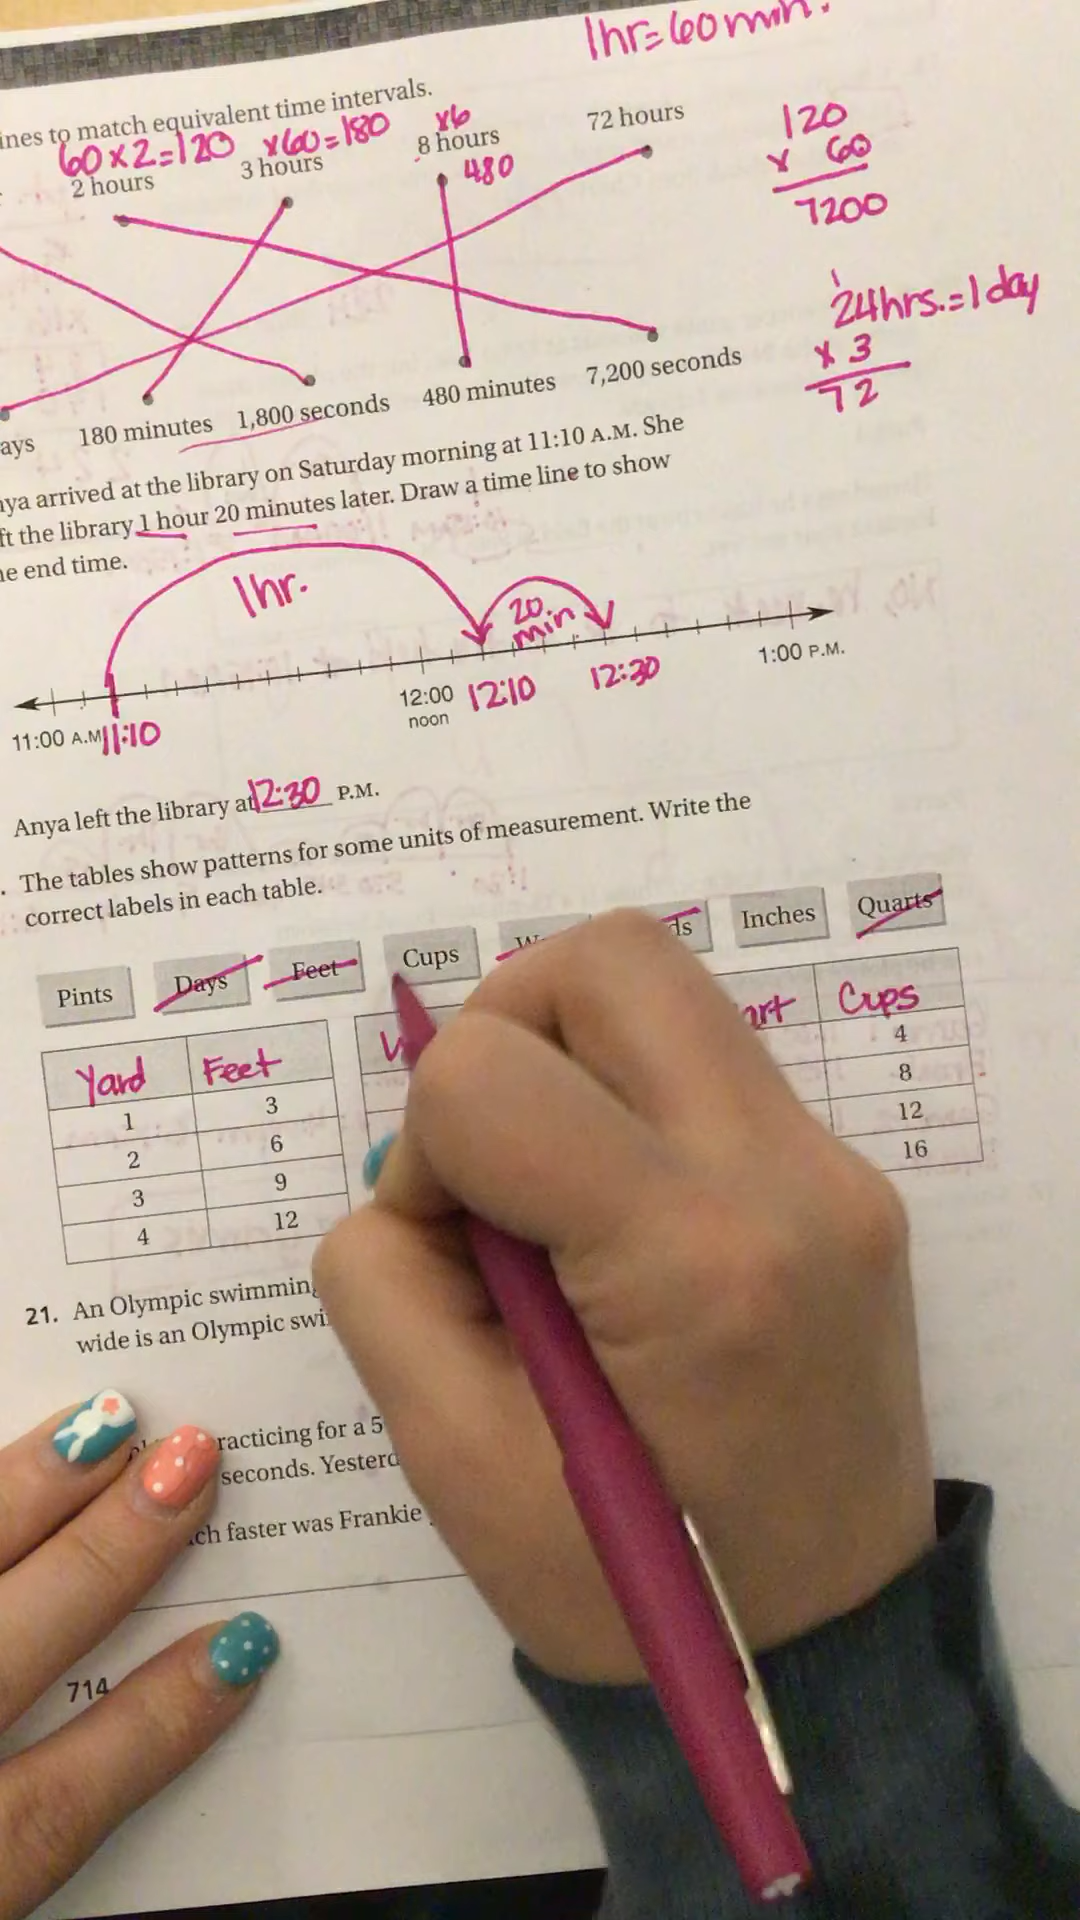 1hr=60min.
ines to match equivalent time intervals.
60x2=120 x60=180 x6
2 hours 3 hours 8 hours 72 hours
480
120
x 60
7200
24hrs.=1day
x 3
72
ays 180 minutes 1,800 seconds 480 minutes 7,200 seconds
nya arrived at the library on Saturday morning at 11:10 A.M. She
ft the library 1 hour 20 minutes later. Draw a time line to show
ne end time.
1hr. 20 min
11:00 A.M 11:10 12:00 noon 12:10 12:30 1:00 P.M.
Anya left the library at 12:30 P.M.
. The tables show patterns for some units of measurement. Write the
correct labels in each table.
Pints Days Feet Cups ds Inches Quarts
Yard Feet art Cups
1 3 4
2 6 8
3 9 12
4 12 16
21. An Olympic swimming
wide is an Olympic swi
racticing for a 5
seconds. Yesterd
ch faster was Frankie
714